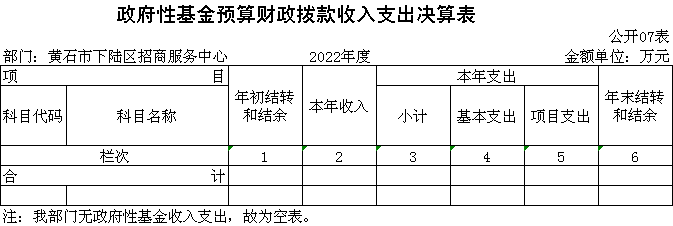 政府性基金预算财政拨款收入支出决算表
公开07表
部门：黄石市下陆区招商服务中心 2022年度 金额单位：万元
项 目 年初结转和结余 本年收入 本年支出 年末结转和结余
科目代码 科目名称 小计 基本支出 项目支出
栏次 1 2 3 4 5 6
合 计
注：我部门无政府性基金收入支出，故为空表。